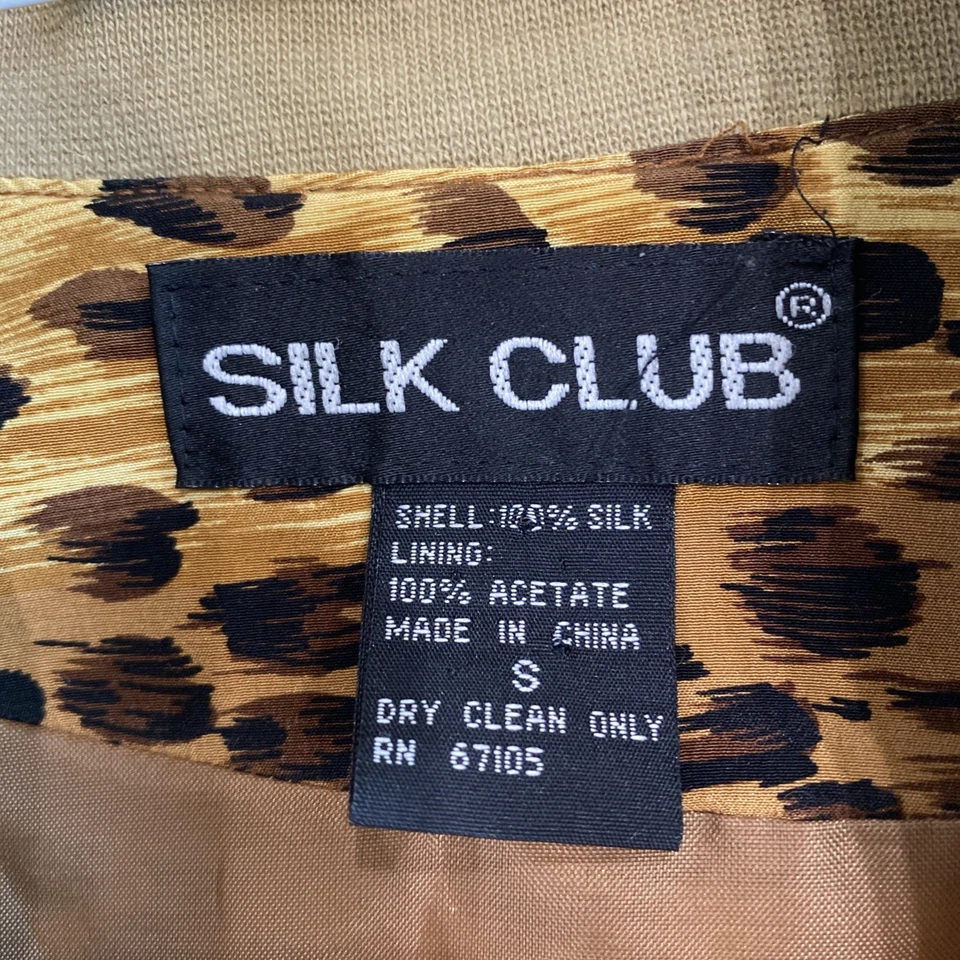 SILK CLUB®
SHELL:100% SILK
LINING:
100% ACETATE
MADE IN CHINA
S
DRY CLEAN ONLY
RN 67105